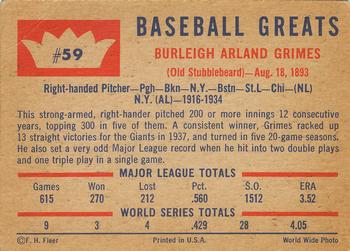 #59
BASEBALL GREATS
BURLEIGH ARLAND GRIMES
(Old Stubblebeard)—Aug. 18, 1893
Right-handed Pitcher—Pgh—Bkn—N.Y.—Bstn—St.L—Chi—(NL)
N.Y. (AL)—1916-1934
This strong-armed, right-hander pitched 200 or more innings 12 consecutive
years, topping 300 in five of them. A consistent winner, Grimes racked up
13 straight victories for the Giants in 1937, and turned in five 20-game seasons.
He also set a very odd Major League record when he hit into two double plays
and one triple play in a single game.
MAJOR LEAGUE TOTALS
Games Won Lost Pct. SO ERA
615 270 212 .560 1512 3.52
WORLD SERIES TOTALS
9 3 4 .429 28 4.05
©F. H. Fleer Printed in U.S.A. World Wide Photo